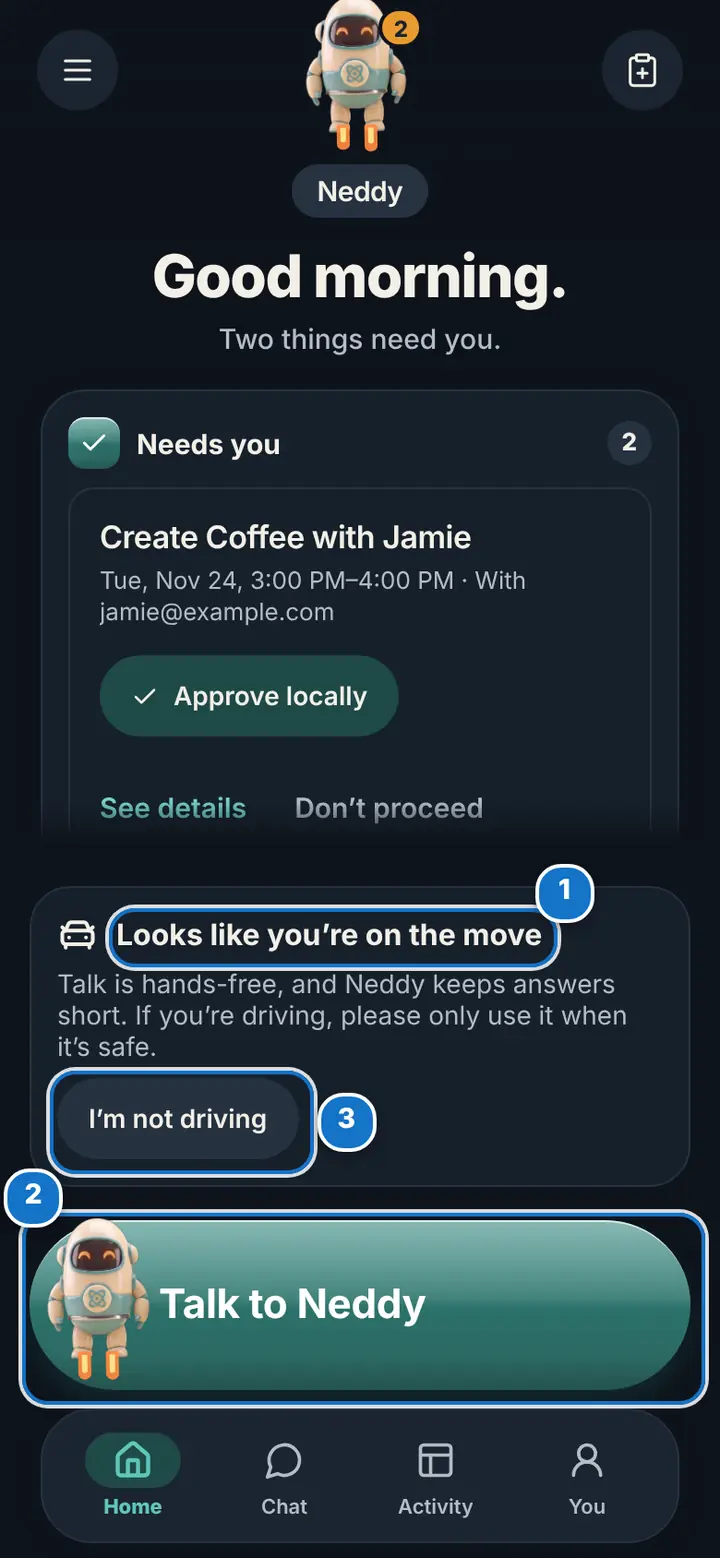 2
Neddy
Good morning.
Two things need you.
Needs you
2
Create Coffee with Jamie
Tue, Nov 24, 3:00 PM–4:00 PM · With
jamie@example.com
Approve locally
See details
Don’t proceed
1
Looks like you’re on the move
Talk is hands-free, and Neddy keeps answers
short. If you’re driving, please only use it when
it’s safe.
I’m not driving
3
2
Talk to Neddy
Home
Chat
Activity
You